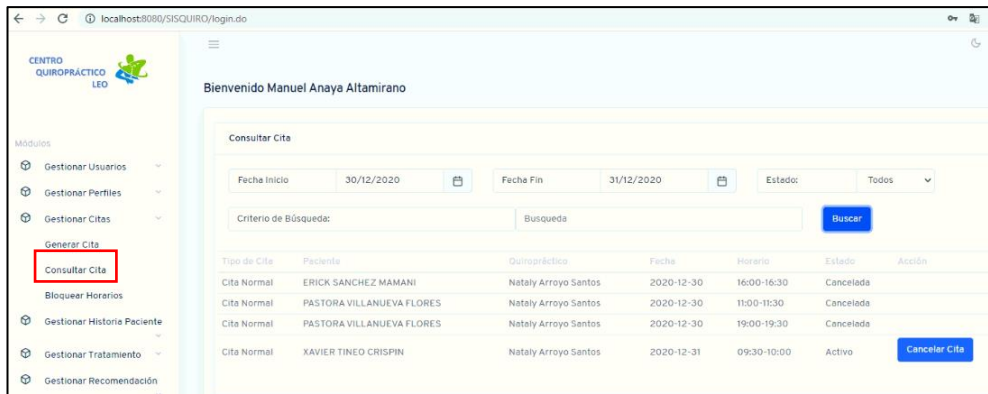 localhost:8080/SISQUIRO/login.do
CENTRO
QUIROPRÁCTICO
LEO
Bienvenido Manuel Anaya Altamirano
Módulos
Gestionar Usuarios
Gestionar Perfiles
Gestionar Citas
Generar Cita
Consultar Cita
Bloquear Horarios
Gestionar Historia Paciente
Gestionar Tratamiento
Gestionar Recomendación
Consultar Cita
Fecha Inicio 30/12/2020 Fecha Fin 31/12/2020 Estado: Todos
Criterio de Búsqueda: Busqueda Buscar
Tipo de Cita Paciente Quiropráctico Fecha Horario Estado Acción
Cita Normal ERICK SANCHEZ MAMANI Nataly Arroyo Santos 2020-12-30 16:00-16:30 Cancelada
Cita Normal PASTORA VILLANUEVA FLORES Nataly Arroyo Santos 2020-12-30 11:00-11:30 Cancelada
Cita Normal PASTORA VILLANUEVA FLORES Nataly Arroyo Santos 2020-12-30 19:00-19:30 Cancelada
Cita Normal XAVIER TINEO CRISPIN Nataly Arroyo Santos 2020-12-31 09:30-10:00 Activo Cancelar Cita